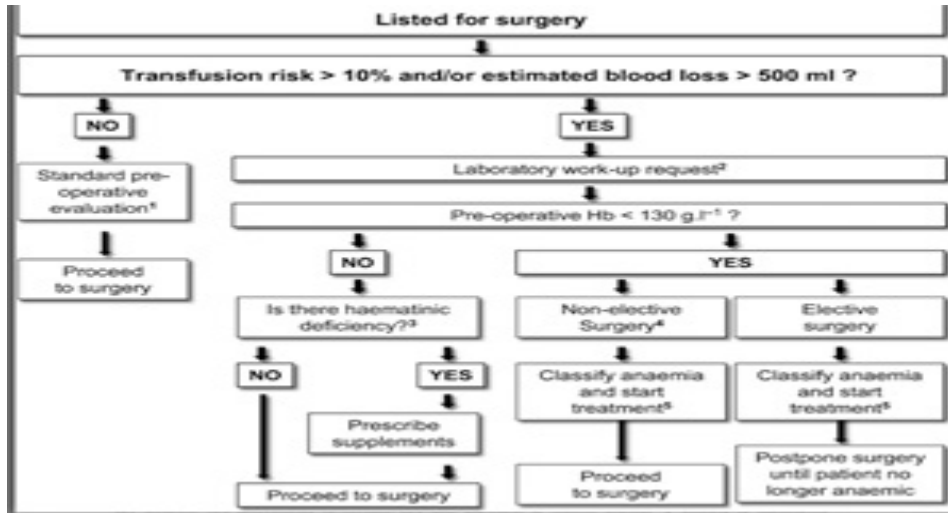 Listed for surgery
Transfusion risk > 10% and/or estimated blood loss > 500 ml ?
NO
YES
Standard pre-
operative
evaluation¹
Laboratory work-up request²
Pre-operative Hb < 130 g.l⁻¹ ?
Proceed
to surgery
NO
YES
Is there haematinic
deficiency?³
Non-elective
Surgery⁴
Elective
surgery
NO
YES
Classify anaemia
and start
treatment⁵
Classify anaemia
and start
treatment⁵
Prescribe
supplements
Proceed to surgery
Proceed
to surgery
Postpone surgery
until patient no
longer anaemic